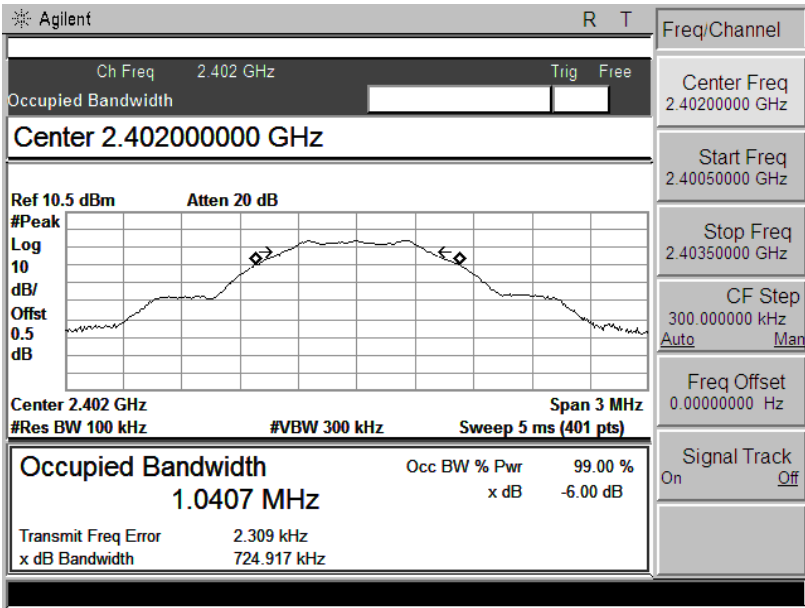 Agilent R T
Ch Freq 2.402 GHz Trig Free
Occupied Bandwidth
Center 2.402000000 GHz
Ref 10.5 dBm Atten 20 dB
#Peak
Log
10
dB/
Offst
0.5
dB
Center 2.402 GHz Span 3 MHz
#Res BW 100 kHz #VBW 300 kHz Sweep 5 ms (401 pts)
Occupied Bandwidth Occ BW % Pwr 99.00 %
1.0407 MHz x dB -6.00 dB
Transmit Freq Error 2.309 kHz
x dB Bandwidth 724.917 kHz
Freq/Channel
Center Freq
2.40200000 GHz
Start Freq
2.40050000 GHz
Stop Freq
2.40350000 GHz
CF Step
300.000000 kHz
Auto Man
Freq Offset
0.00000000 Hz
Signal Track
On Off